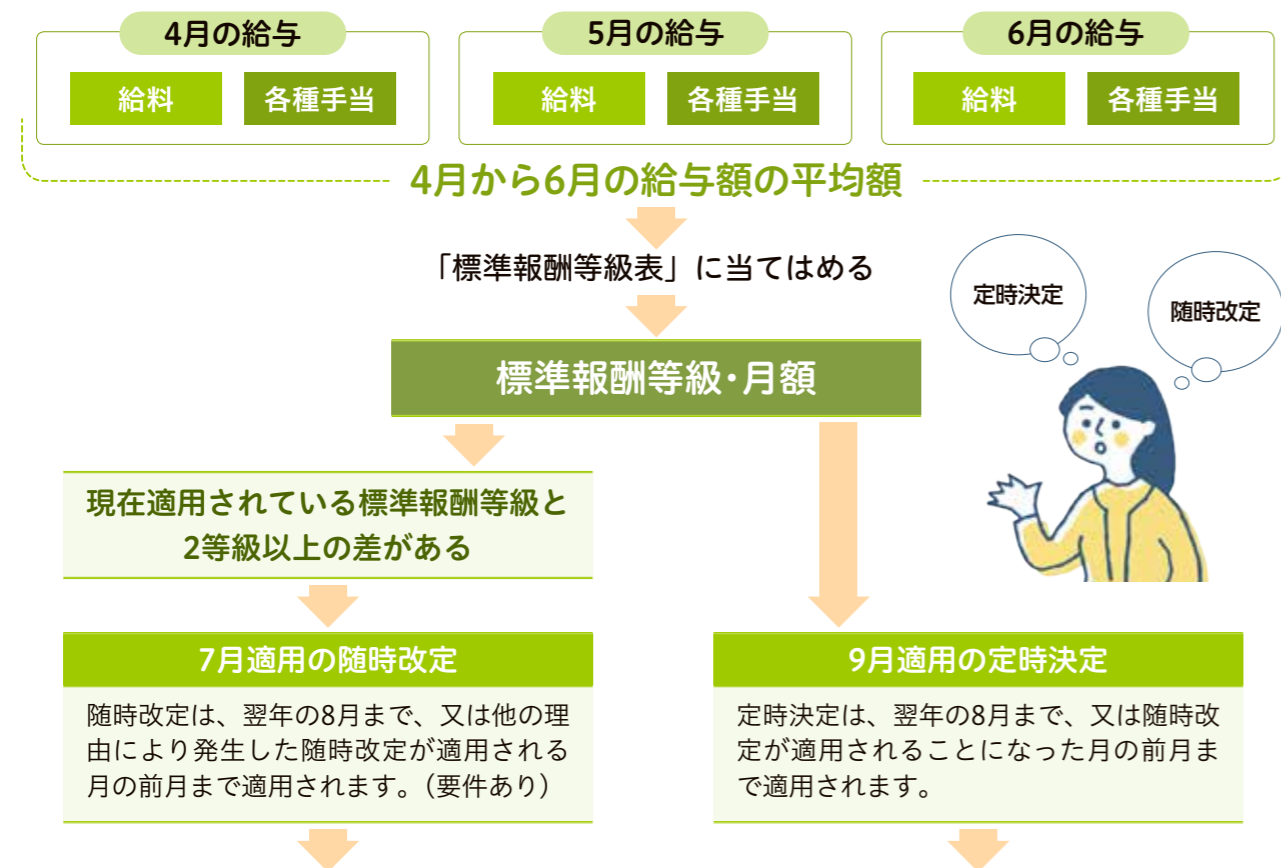 4月の給与
給料
各種手当
5月の給与
給料
各種手当
6月の給与
給料
各種手当
4月から6月の給与額の平均額
「標準報酬等級表」に当てはめる
定時決定
随時改定
標準報酬等級・月額
現在適用されている標準報酬等級と
2等級以上の差がある
7月適用の随時改定
随時改定は、翌年の8月まで、又は他の理
由により発生した随時改定が適用される
月の前月まで適用されます。（要件あり）
9月適用の定時決定
定時決定は、翌年の8月まで、又は随時改
定が適用されることになった月の前月ま
で適用されます。